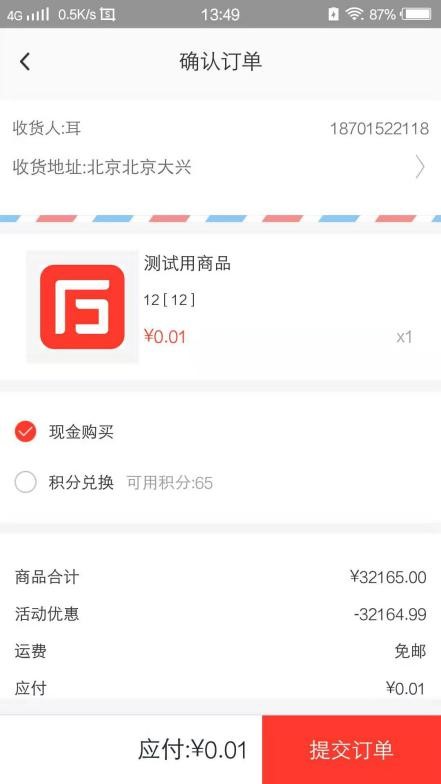 4G 0.5K/s 13:49 87%
确认订单
收货人:耳 18701522118
收货地址:北京北京大兴
测试用商品
12 [ 12 ]
¥0.01 x1
现金购买
积分兑换 可用积分:65
商品合计 ¥32165.00
活动优惠 -32164.99
运费 免邮
应付 ¥0.01
应付:¥0.01 提交订单